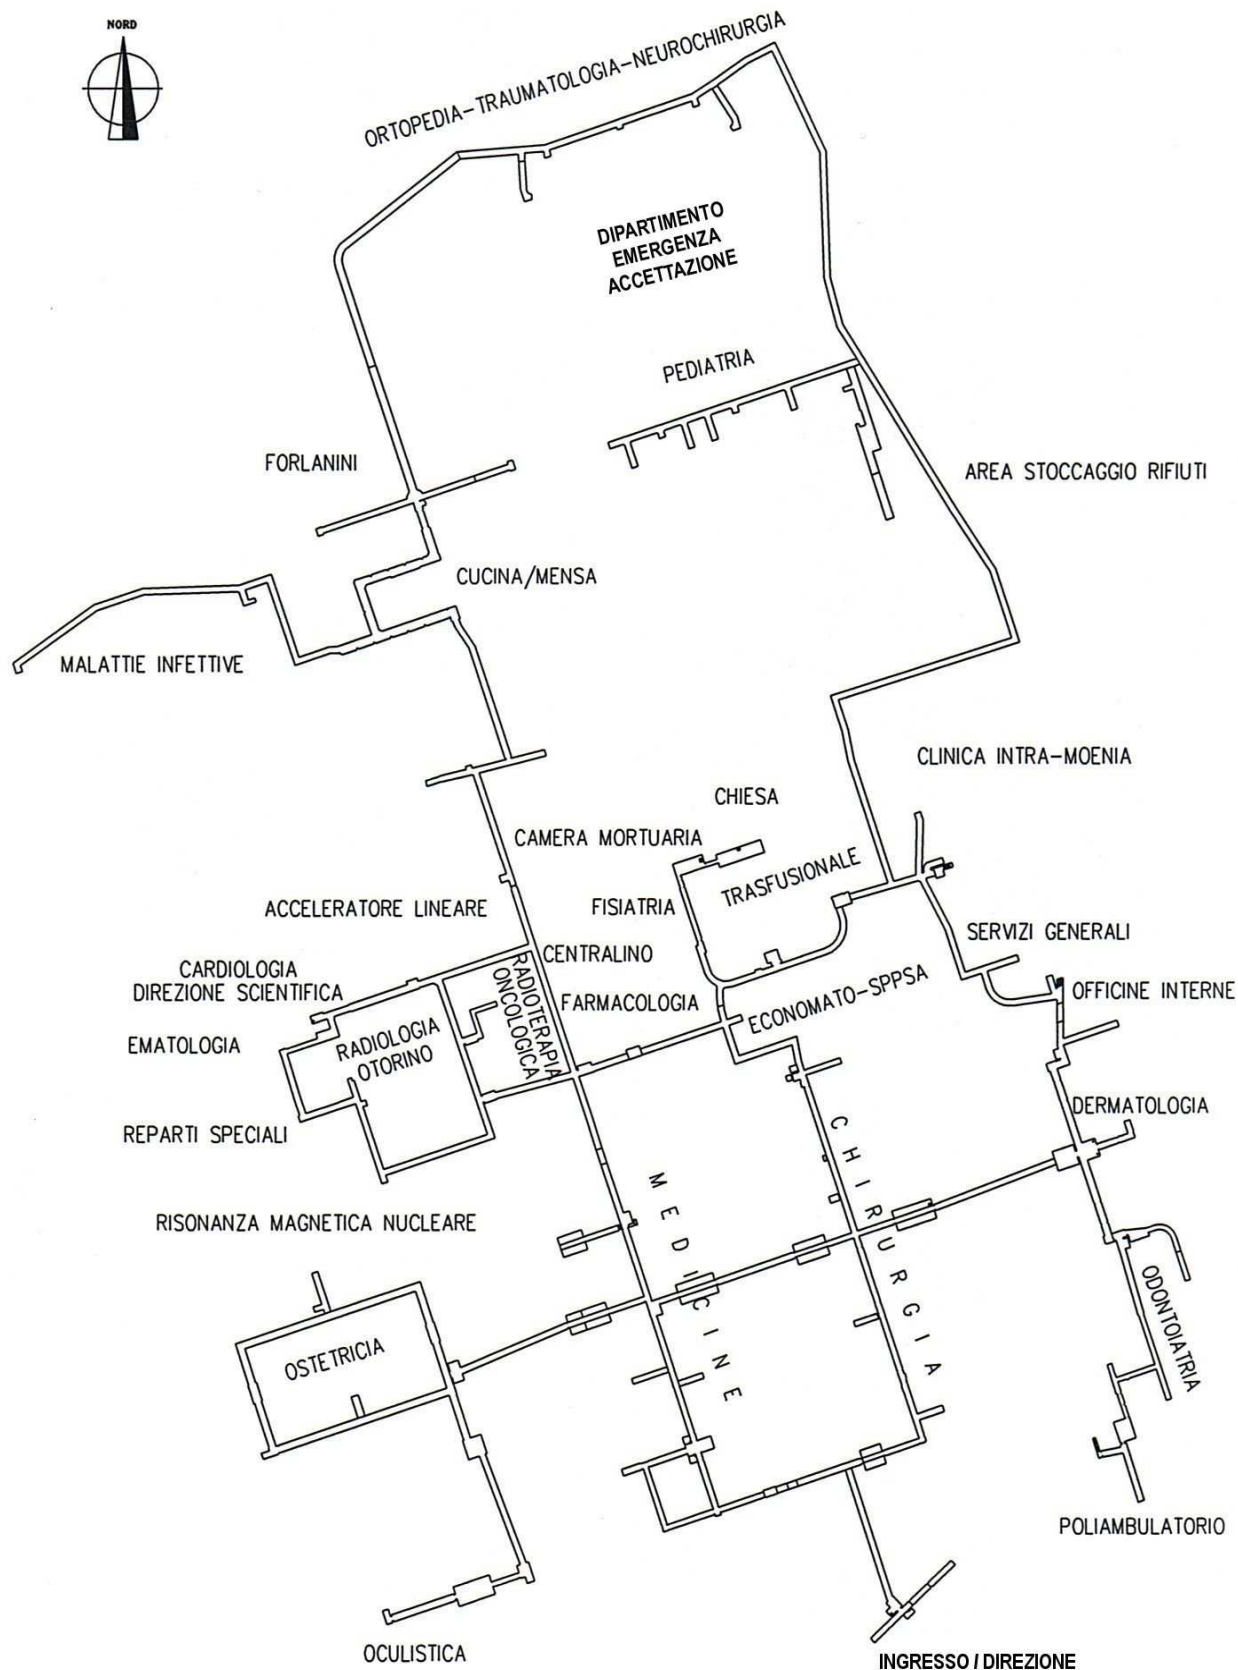 NORD
ORTOPEDIA-TRAUMATOLOGIA-NEUROCHIRURGIA
DIPARTIMENTO
EMERGENZA
ACCETTAZIONE
PEDIATRIA
FORLANINI
AREA STOCCAGGIO RIFIUTI
CUCINA/MENSA
MALATTIE INFETTIVE
CLINICA INTRA-MOENIA
CHIESA
CAMERA MORTUARIA
TRASFUSIONALE
ACCELERATORE LINEARE
FISIATRIA
SERVIZI GENERALI
CENTRALINO
CARDIOLOGIA
DIREZIONE SCIENTIFICA
RADIOTERAPIA
ONCOLOGICA
FARMACOLOGIA
ECONOMATO-SPPSA
OFFICINE INTERNE
EMATOLOGIA
RADIOLOGIA
OTORINO
DERMATOLOGIA
REPARTI SPECIALI
CHIRURGIA
MEDICINE
RISONANZA MAGNETICA NUCLEARE
ODONTOIATRIA
OSTETRICIA
POLIAMBULATORIO
OCULISTICA
INGRESSO / DIREZIONE